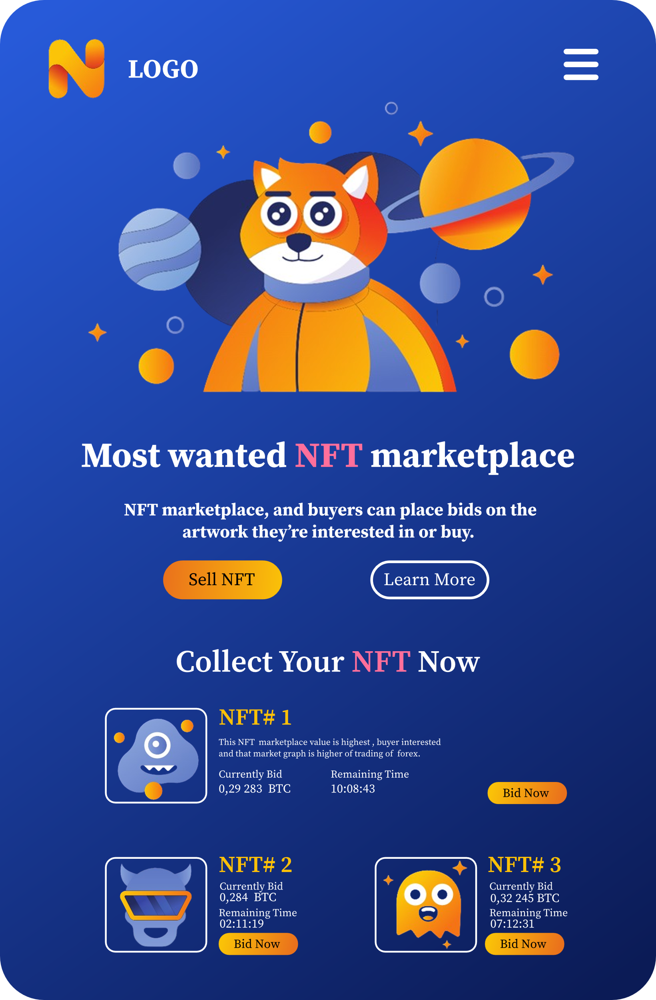 LOGO
Most wanted NFT marketplace
NFT marketplace, and buyers can place bids on the
artwork they’re interested in or buy.
Sell NFT
Learn More
Collect Your NFT Now
NFT# 1
This NFT  marketplace value is highest , buyer interested
and that market graph is higher of trading of  forex.
Currently Bid
0,29 283  BTC
Remaining Time
10:08:43
Bid Now
NFT# 2
Currently Bid
0,284  BTC
Remaining Time
02:11:19
Bid Now
NFT# 3
Currently Bid
0,32 245 BTC
Remaining Time
07:12:31
Bid Now